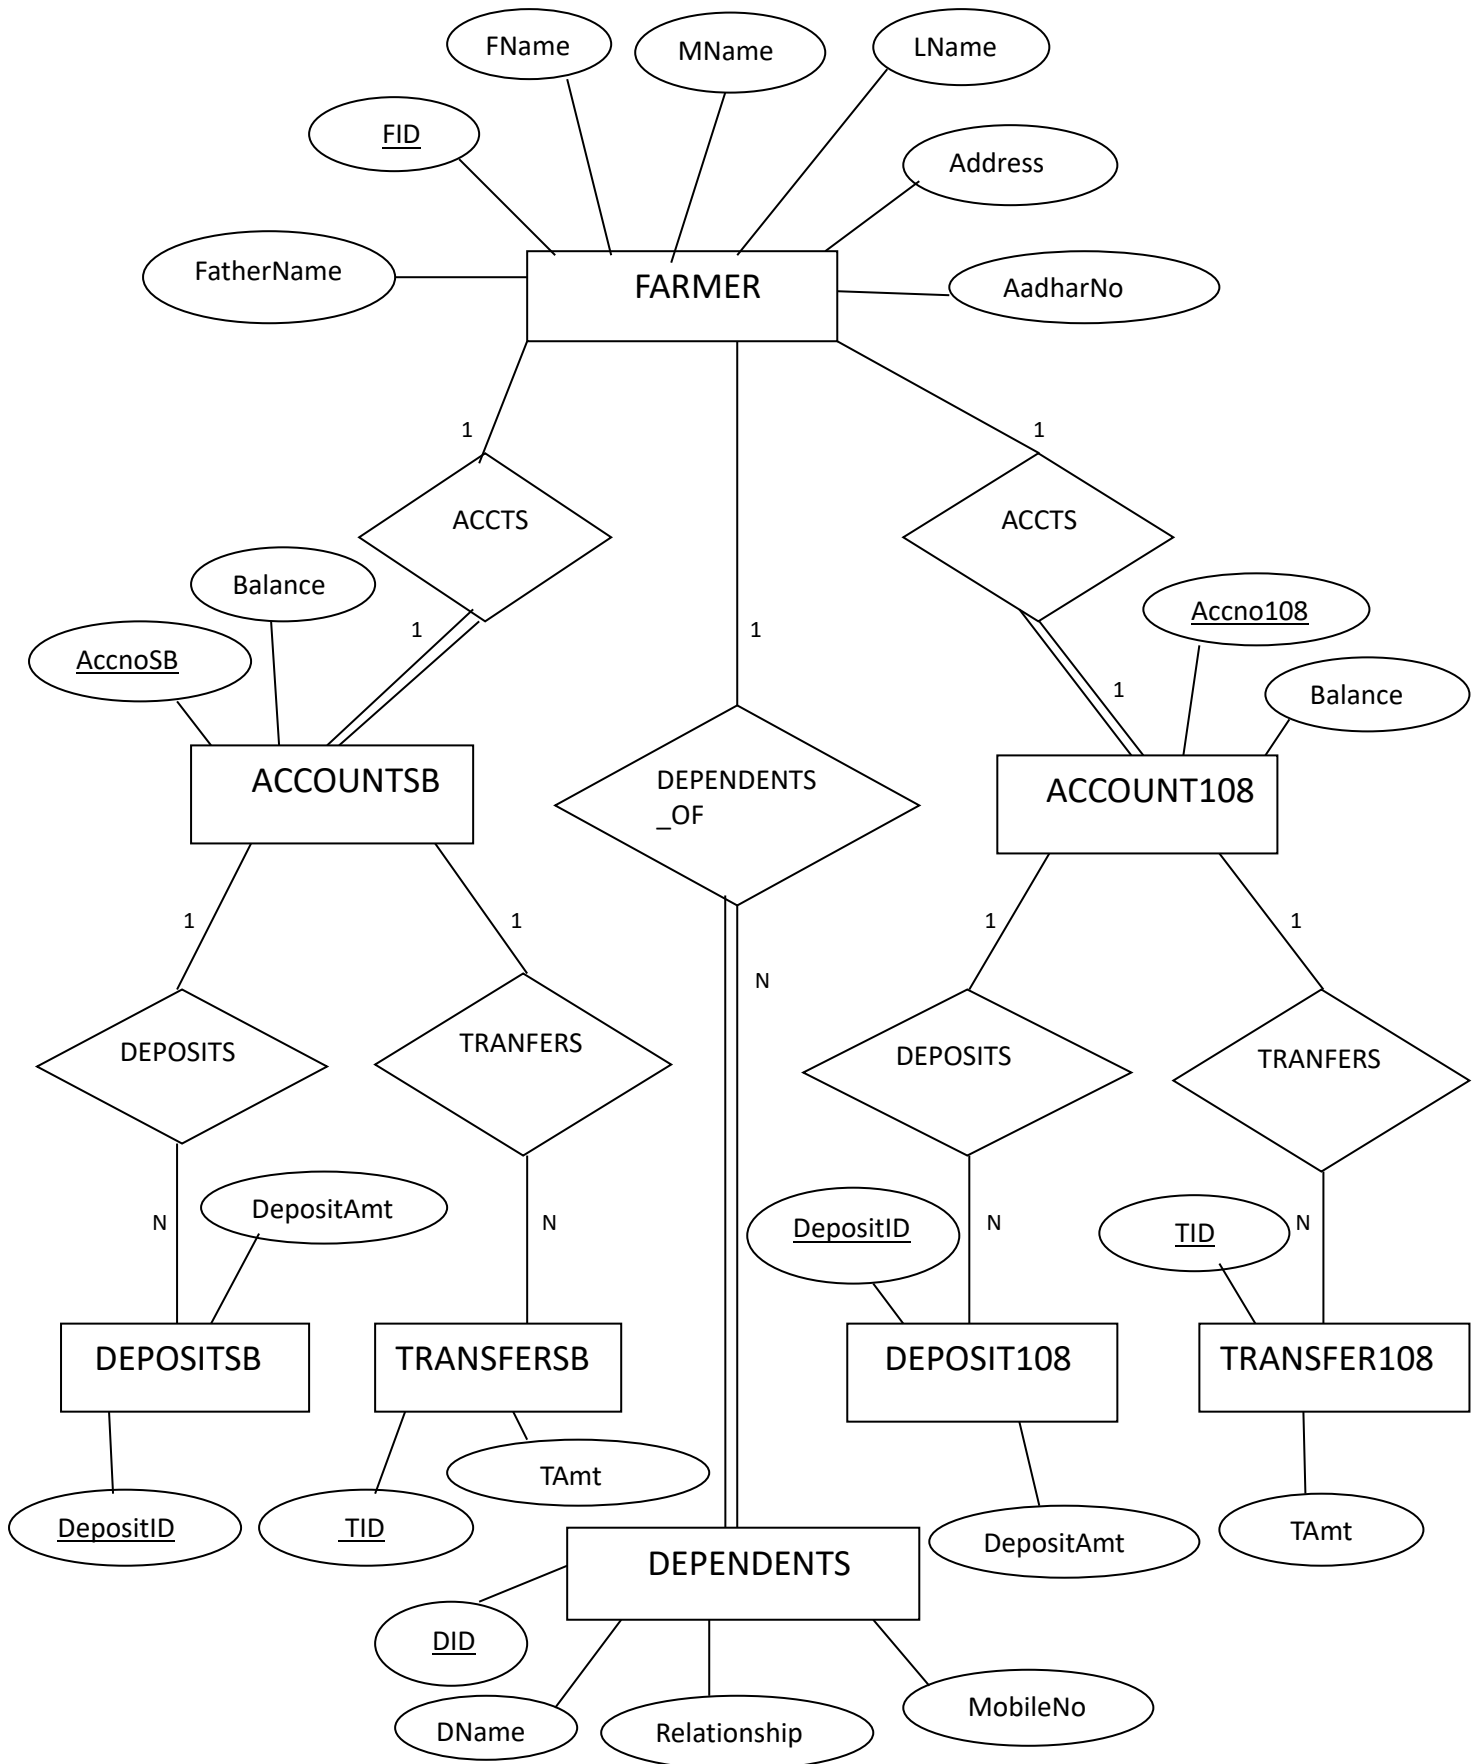 FName
MName
LName
FID
Address
FatherName
FARMER
AadharNo
1
1
ACCTS
ACCTS
Balance
Accno108
1
1
AccnoSB
1
Balance
ACCOUNTSB
DEPENDENTS
_OF
ACCOUNT108
1
1
1
1
N
DEPOSITS
TRANFERS
DEPOSITS
TRANFERS
DepositAmt
N
N
DepositID
N
TID
N
DEPOSITSB
TRANSFERSB
DEPOSIT108
TRANSFER108
TAmt
DepositID
TID
DepositAmt
TAmt
DEPENDENTS
DID
DName
Relationship
MobileNo